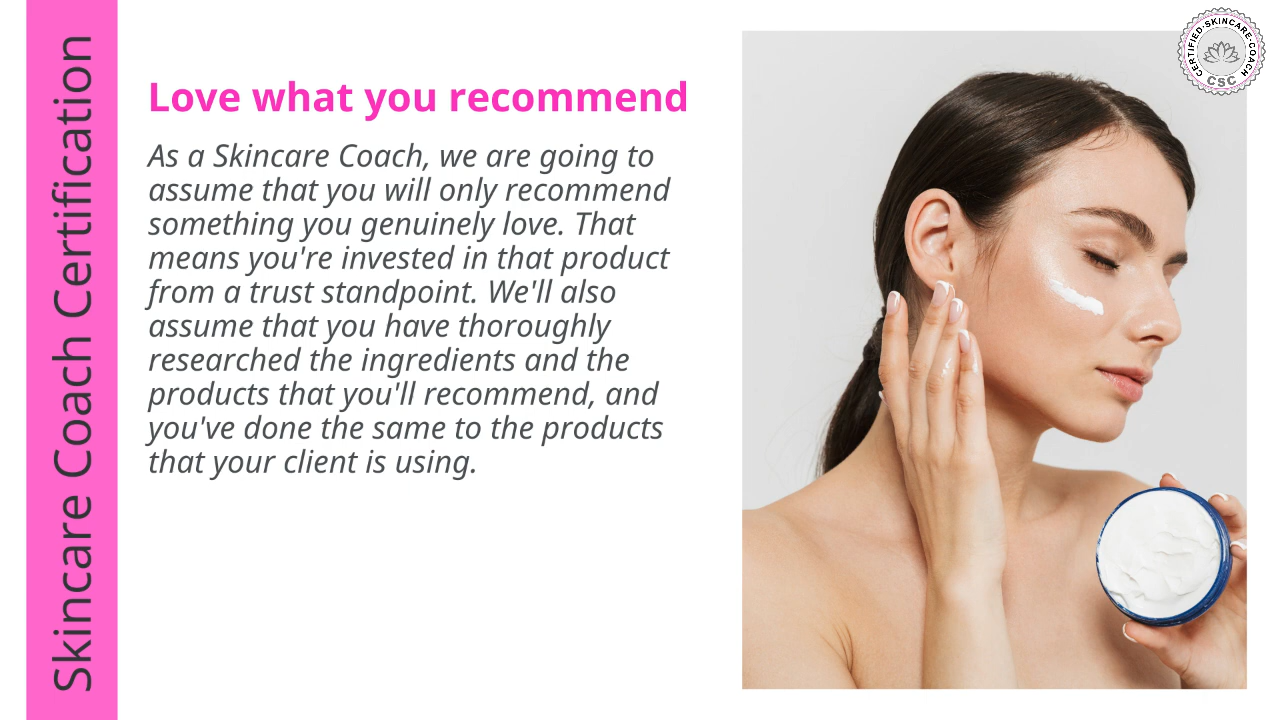 Skincare Coach Certification
Love what you recommend
As a Skincare Coach, we are going to
assume that you will only recommend
something you genuinely love. That
means you're invested in that product
from a trust standpoint. We'll also
assume that you have thoroughly
researched the ingredients and the
products that you'll recommend, and
you've done the same to the products
that your client is using.
CERTIFIED·SKINCARE·COACH
CSC